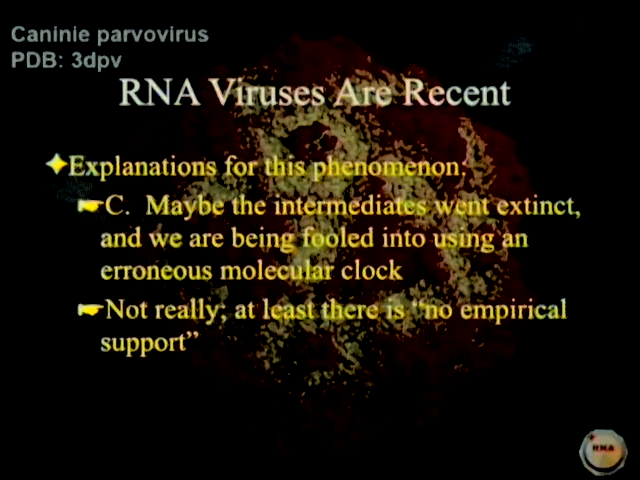 Caninie parvovirus
PDB: 3dpv
RNA Viruses Are Recent
Explanations for this phenomenon:
C. Maybe the intermediates went extinct,
and we are being fooled into using an
erroneous molecular clock
Not really; at least there is “no empirical
support”
RNA